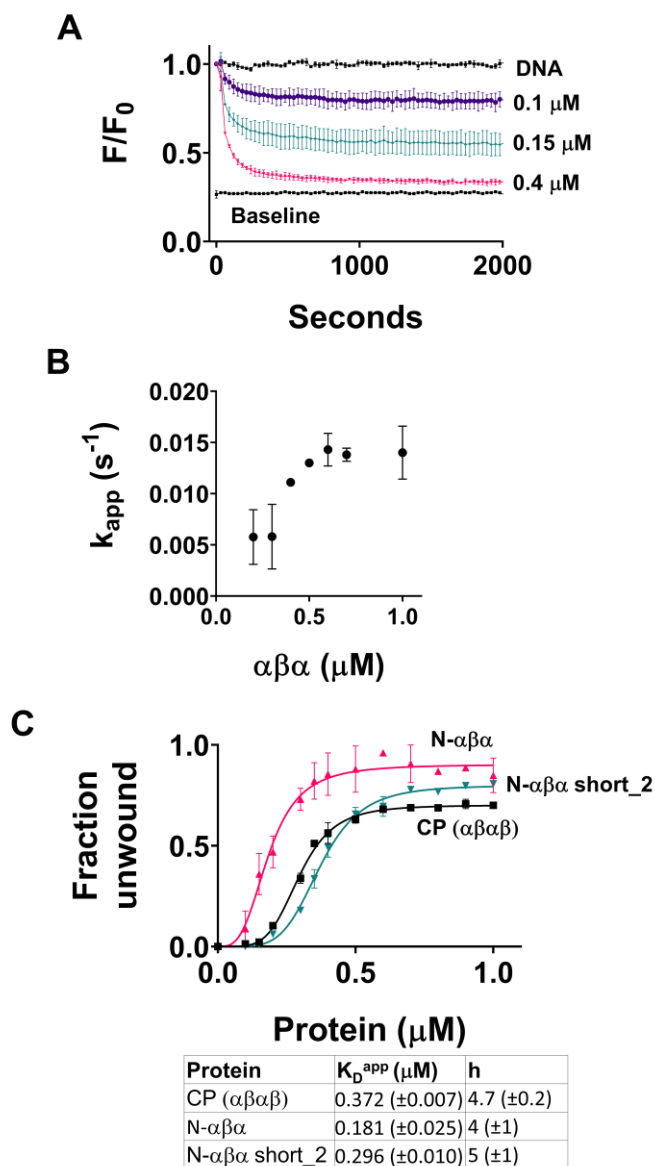 A
F/F0
1.0
0.5
0.0
DNA
0.1 μM
0.15 μM
0.4 μM
Baseline
0
1000
2000
Seconds
B
kapp (s-1)
0.020
0.015
0.010
0.005
0.000
0.0
0.5
1.0
αβα (μM)
C
Fraction
unwound
1.0
0.5
0.0
N-αβα
N-αβα short_2
CP (αβαβ)
0.0
0.5
1.0
Protein (μM)
Protein KDapp (μM) h
CP (αβαβ) 0.372 (±0.007) 4.7 (±0.2)
N-αβα 0.181 (±0.025) 4 (±1)
N-αβα short_2 0.296 (±0.010) 5 (±1)